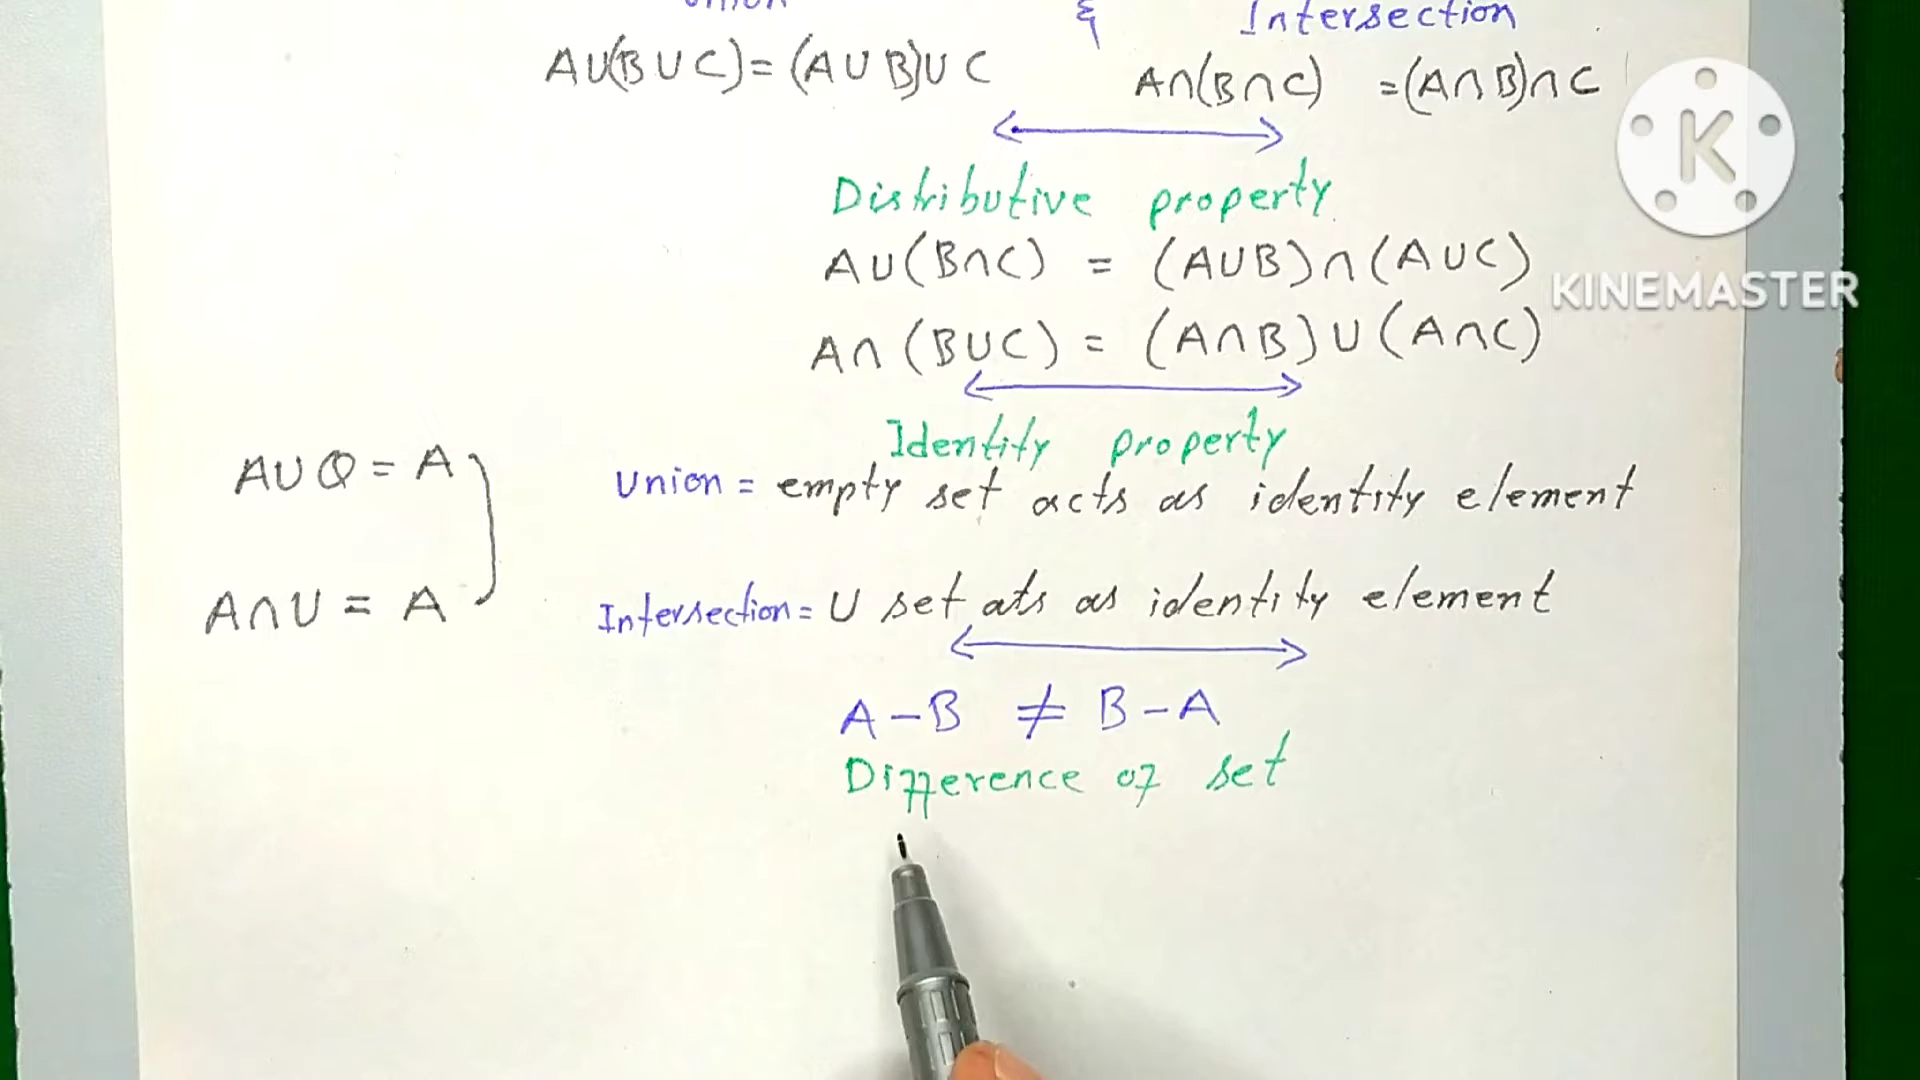 union & Intersection
A∪(B∪C)=(A∪B)∪C A∩(B∩C) =(A∩B)∩C
Distributive property
A∪(B∩C) = (A∪B)∩(A∪C)
A∩(B∪C) = (A∩B)∪(A∩C)
Identity property
A∪Ø=A
Union = empty set acts as identity element
A∩U = A
Intersection = U set ats as identity element
A-B ≠ B-A
Difference of set
K
KINEMASTER